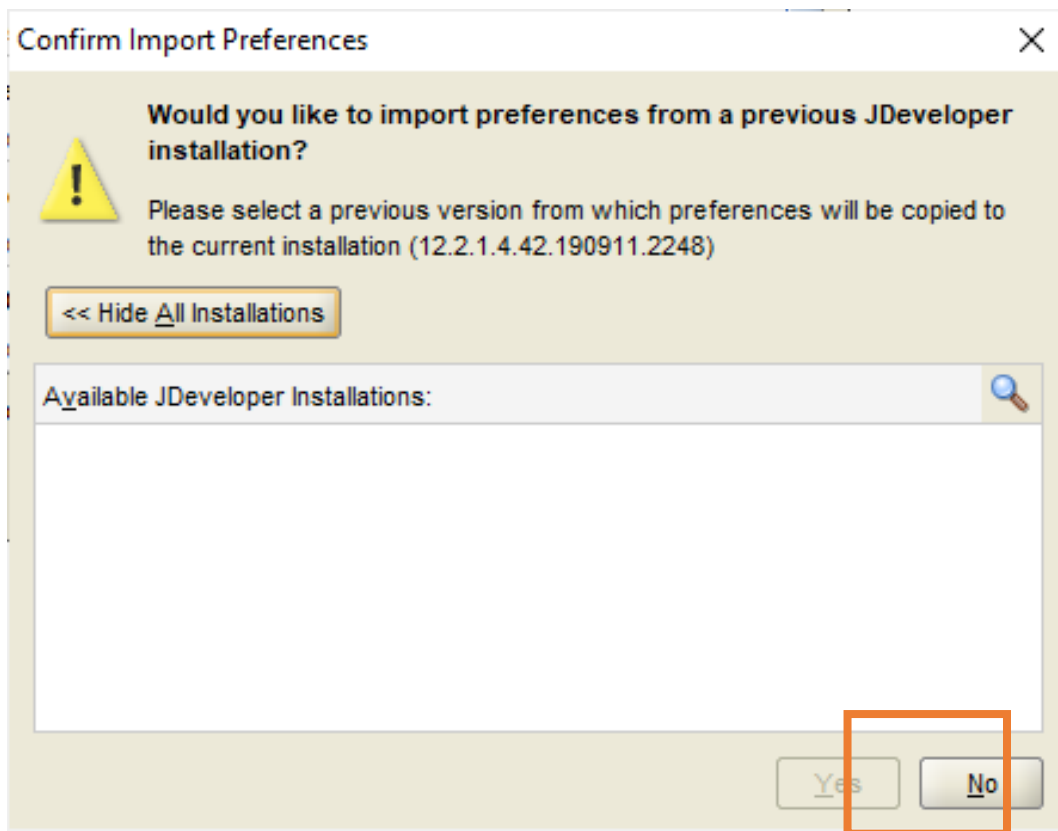 Confirm Import Preferences
Would you like to import preferences from a previous JDeveloper
installation?
Please select a previous version from which preferences will be copied to
the current installation (12.2.1.4.42.190911.2248)
<< Hide All Installations
Available JDeveloper Installations:
Yes No